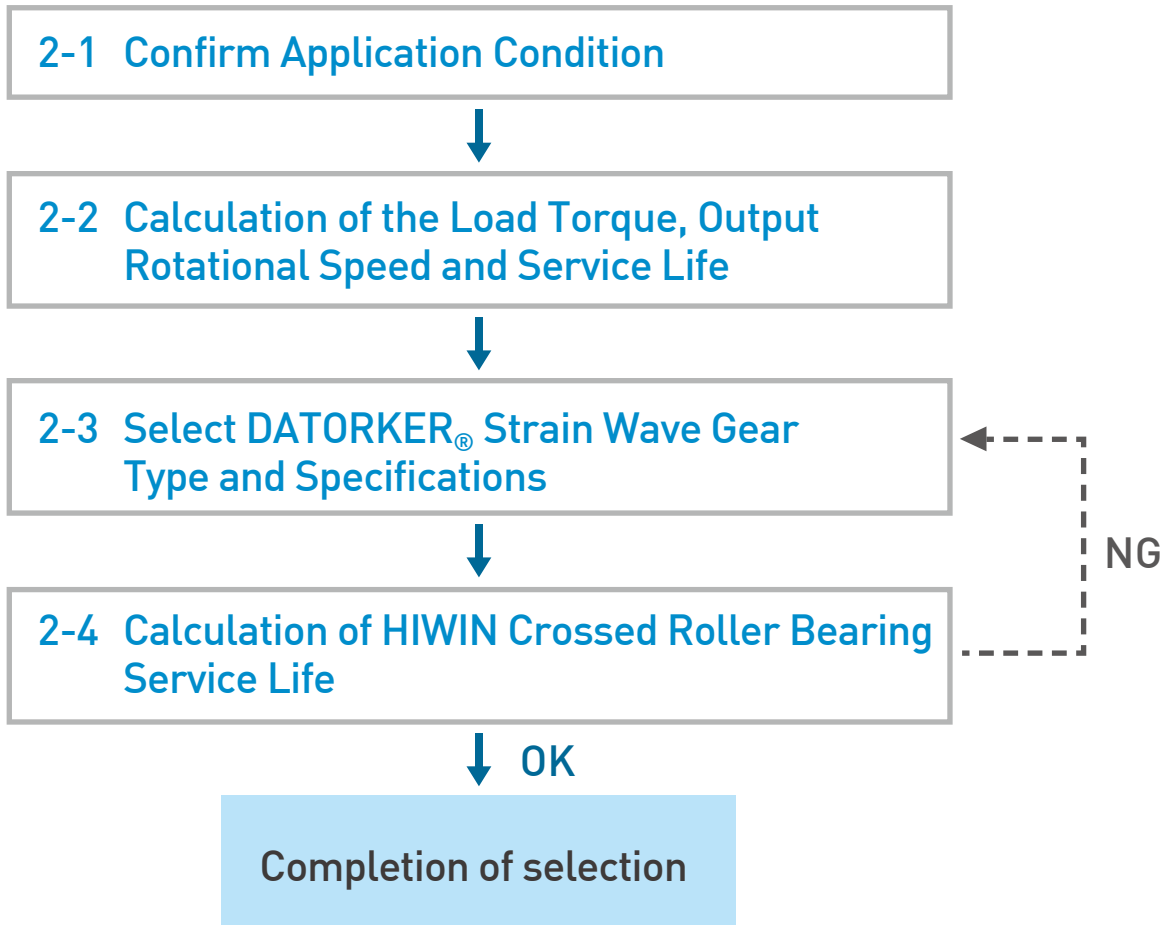 2-1 Confirm Application Condition
2-2 Calculation of the Load Torque, Output
Rotational Speed and Service Life
2-3 Select DATORKER® Strain Wave Gear
Type and Specifications
NG
2-4 Calculation of HIWIN Crossed Roller Bearing
Service Life
OK
Completion of selection